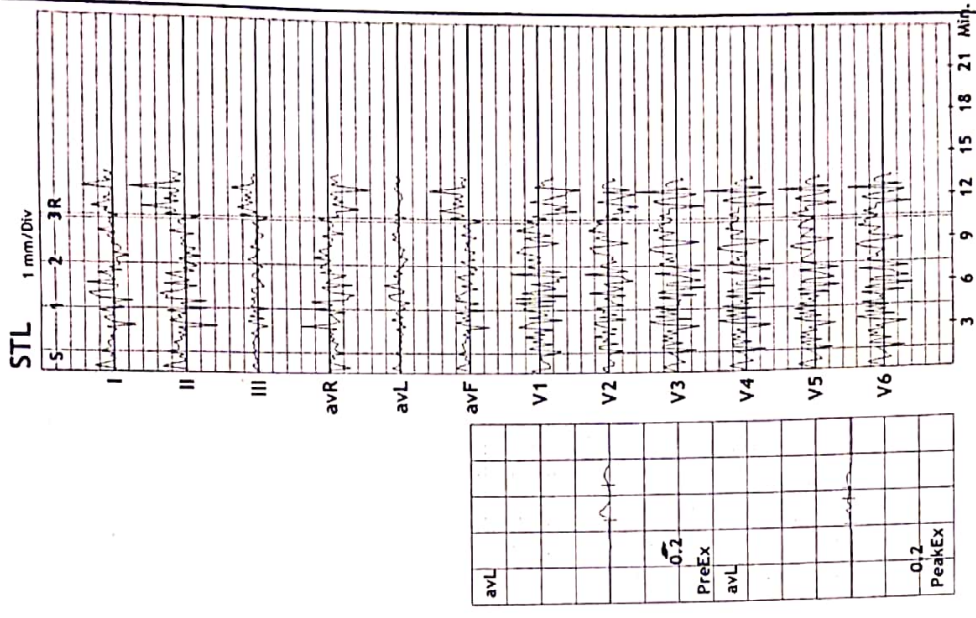 STL
1 mm/Div
S 1 2 3R
I
II
III
avR
avL
avF
V1
V2
V3
V4
V5
V6
3 6 9 12 15 18 21 Min.
avL
0.2
PreEx
avL
0.2
PeakEx